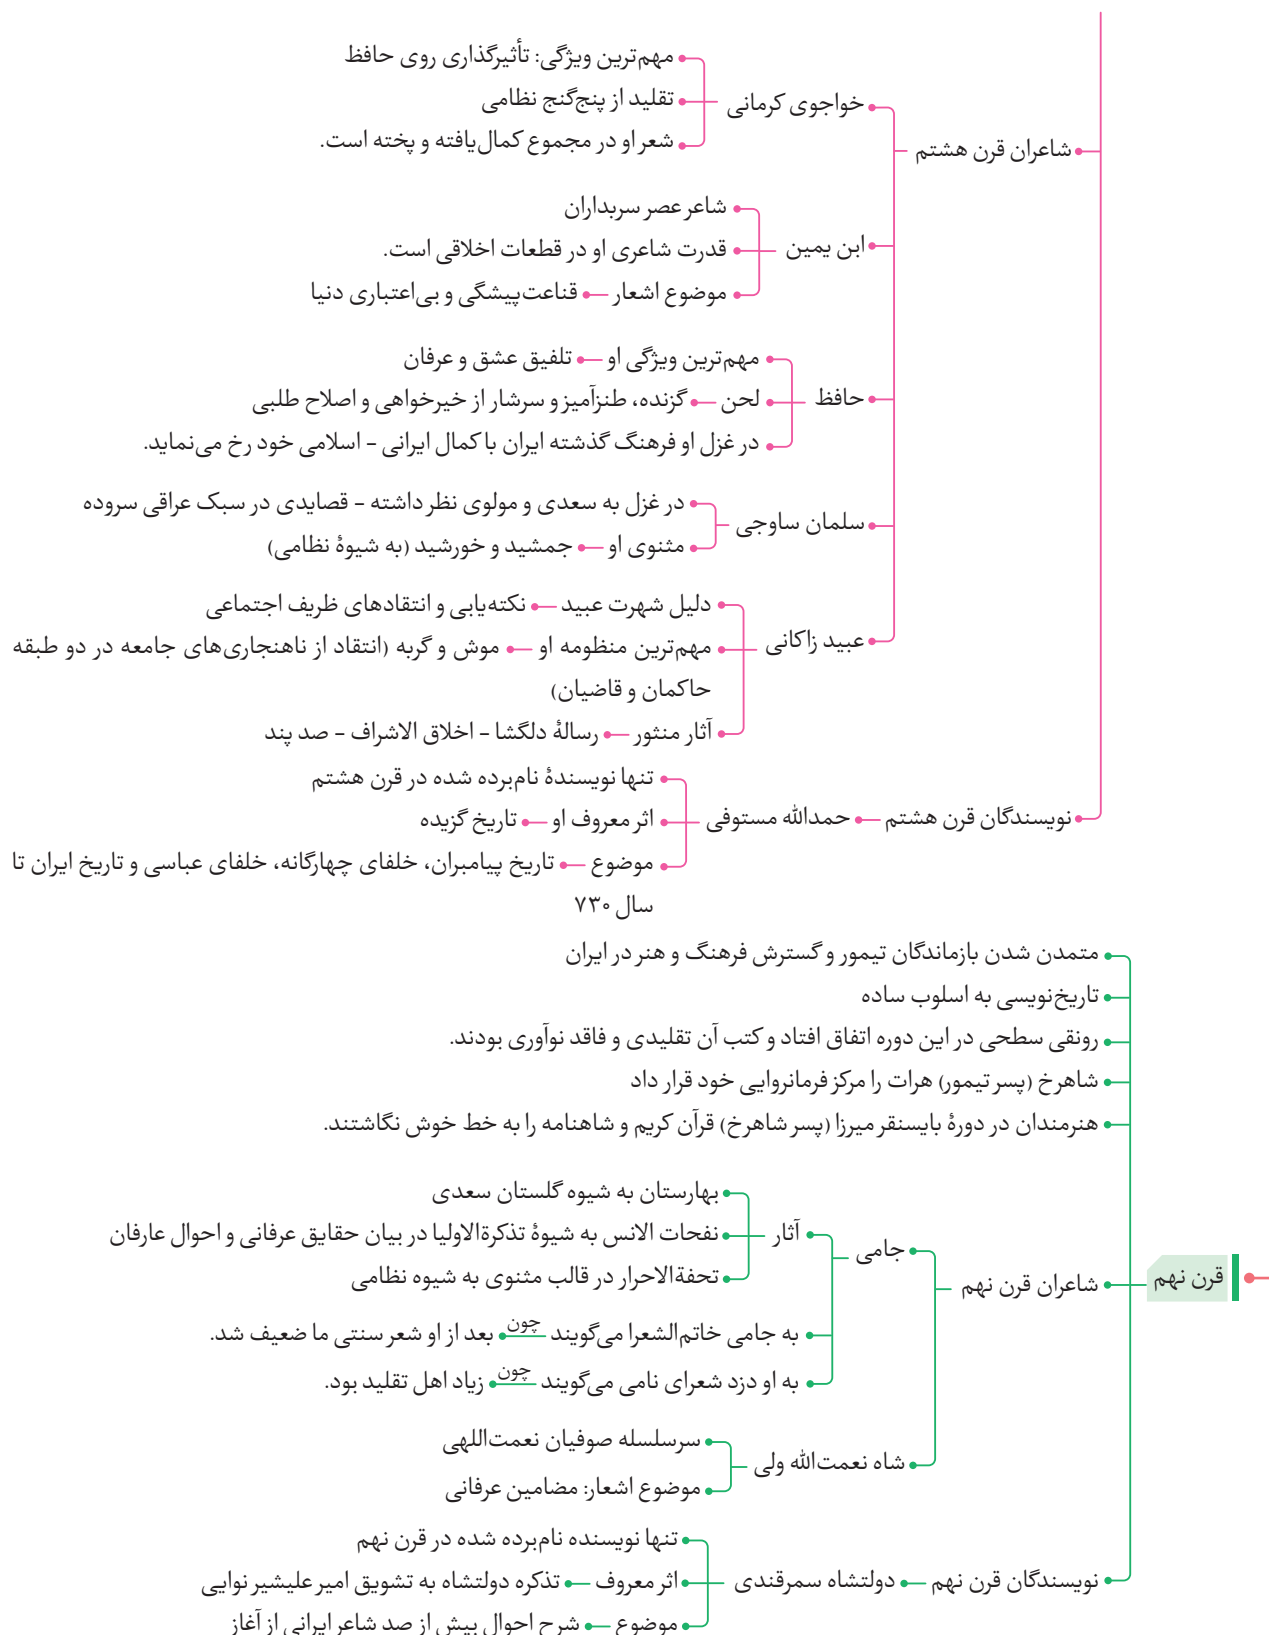 شاعران قرن هشتم
خواجوی کرمانی
مهم‌ترین ویژگی: تأثیرگذاری روی حافظ
تقلید از پنج‌گنج نظامی
شعر او در مجموع کمال‌یافته و پخته است.
ابن یمین
شاعر عصر سربداران
قدرت شاعری او در قطعات اخلاقی است.
موضوع اشعار قناعت‌پیشگی و بی‌اعتباری دنیا
حافظ
مهم‌ترین ویژگی او تلفیق عشق و عرفان
لحن گزنده، طنزآمیز و سرشار از خیرخواهی و اصلاح طلبی
در غزل او فرهنگ گذشته ایران با کمال ایرانی - اسلامی خود رخ می‌نماید.
سلمان ساوجی
در غزل به سعدی و مولوی نظر داشته - قصایدی در سبک عراقی سروده
مثنوی او جمشید و خورشید (به شیوهٔ نظامی)
عبید زاکانی
دلیل شهرت عبید نکته‌یابی و انتقادهای ظریف اجتماعی
مهم‌ترین منظومه او موش و گربه (انتقاد از ناهنجاری‌های جامعه در دو طبقه
حاکمان و قاضیان)
آثار منثور رسالهٔ دلگشا - اخلاق الاشراف - صد پند
نویسندگان قرن هشتم حمدالله مستوفی
تنها نویسندهٔ نام‌برده شده در قرن هشتم
اثر معروف او تاریخ گزیده
موضوع تاریخ پیامبران، خلفای چهارگانه، خلفای عباسی و تاریخ ایران تا
سال ۷۳۰
قرن نهم
متمدن شدن بازماندگان تیمور و گسترش فرهنگ و هنر در ایران
تاریخ‌نویسی به اسلوب ساده
رونقی سطحی در این دوره اتفاق افتاد و کتب آن تقلیدی و فاقد نوآوری بودند.
شاهرخ (پسر تیمور) هرات را مرکز فرمانروایی خود قرار داد
هنرمندان در دورهٔ بایسنقر میرزا (پسر شاهرخ) قرآن کریم و شاهنامه را به خط خوش نگاشتند.
شاعران قرن نهم
جامی
آثار
بهارستان به شیوه گلستان سعدی
نفحات الانس به شیوهٔ تذکرةالاولیا در بیان حقایق عرفانی و احوال عارفان
تحفةالاحرار در قالب مثنوی به شیوه نظامی
به جامی خاتم‌الشعرا می‌گویند چون بعد از او شعر سنتی ما ضعیف شد.
به او دزد شعرای نامی می‌گویند چون زیاد اهل تقلید بود.
شاه نعمت‌الله ولی
سرسلسله صوفیان نعمت‌اللهی
موضوع اشعار: مضامین عرفانی
نویسندگان قرن نهم دولتشاه سمرقندی
تنها نویسنده نام‌برده شده در قرن نهم
اثر معروف تذکره دولتشاه به تشویق امیر علیشیر نوایی
موضوع شرح احوال بیش از صد شاعر ایرانی از آغاز